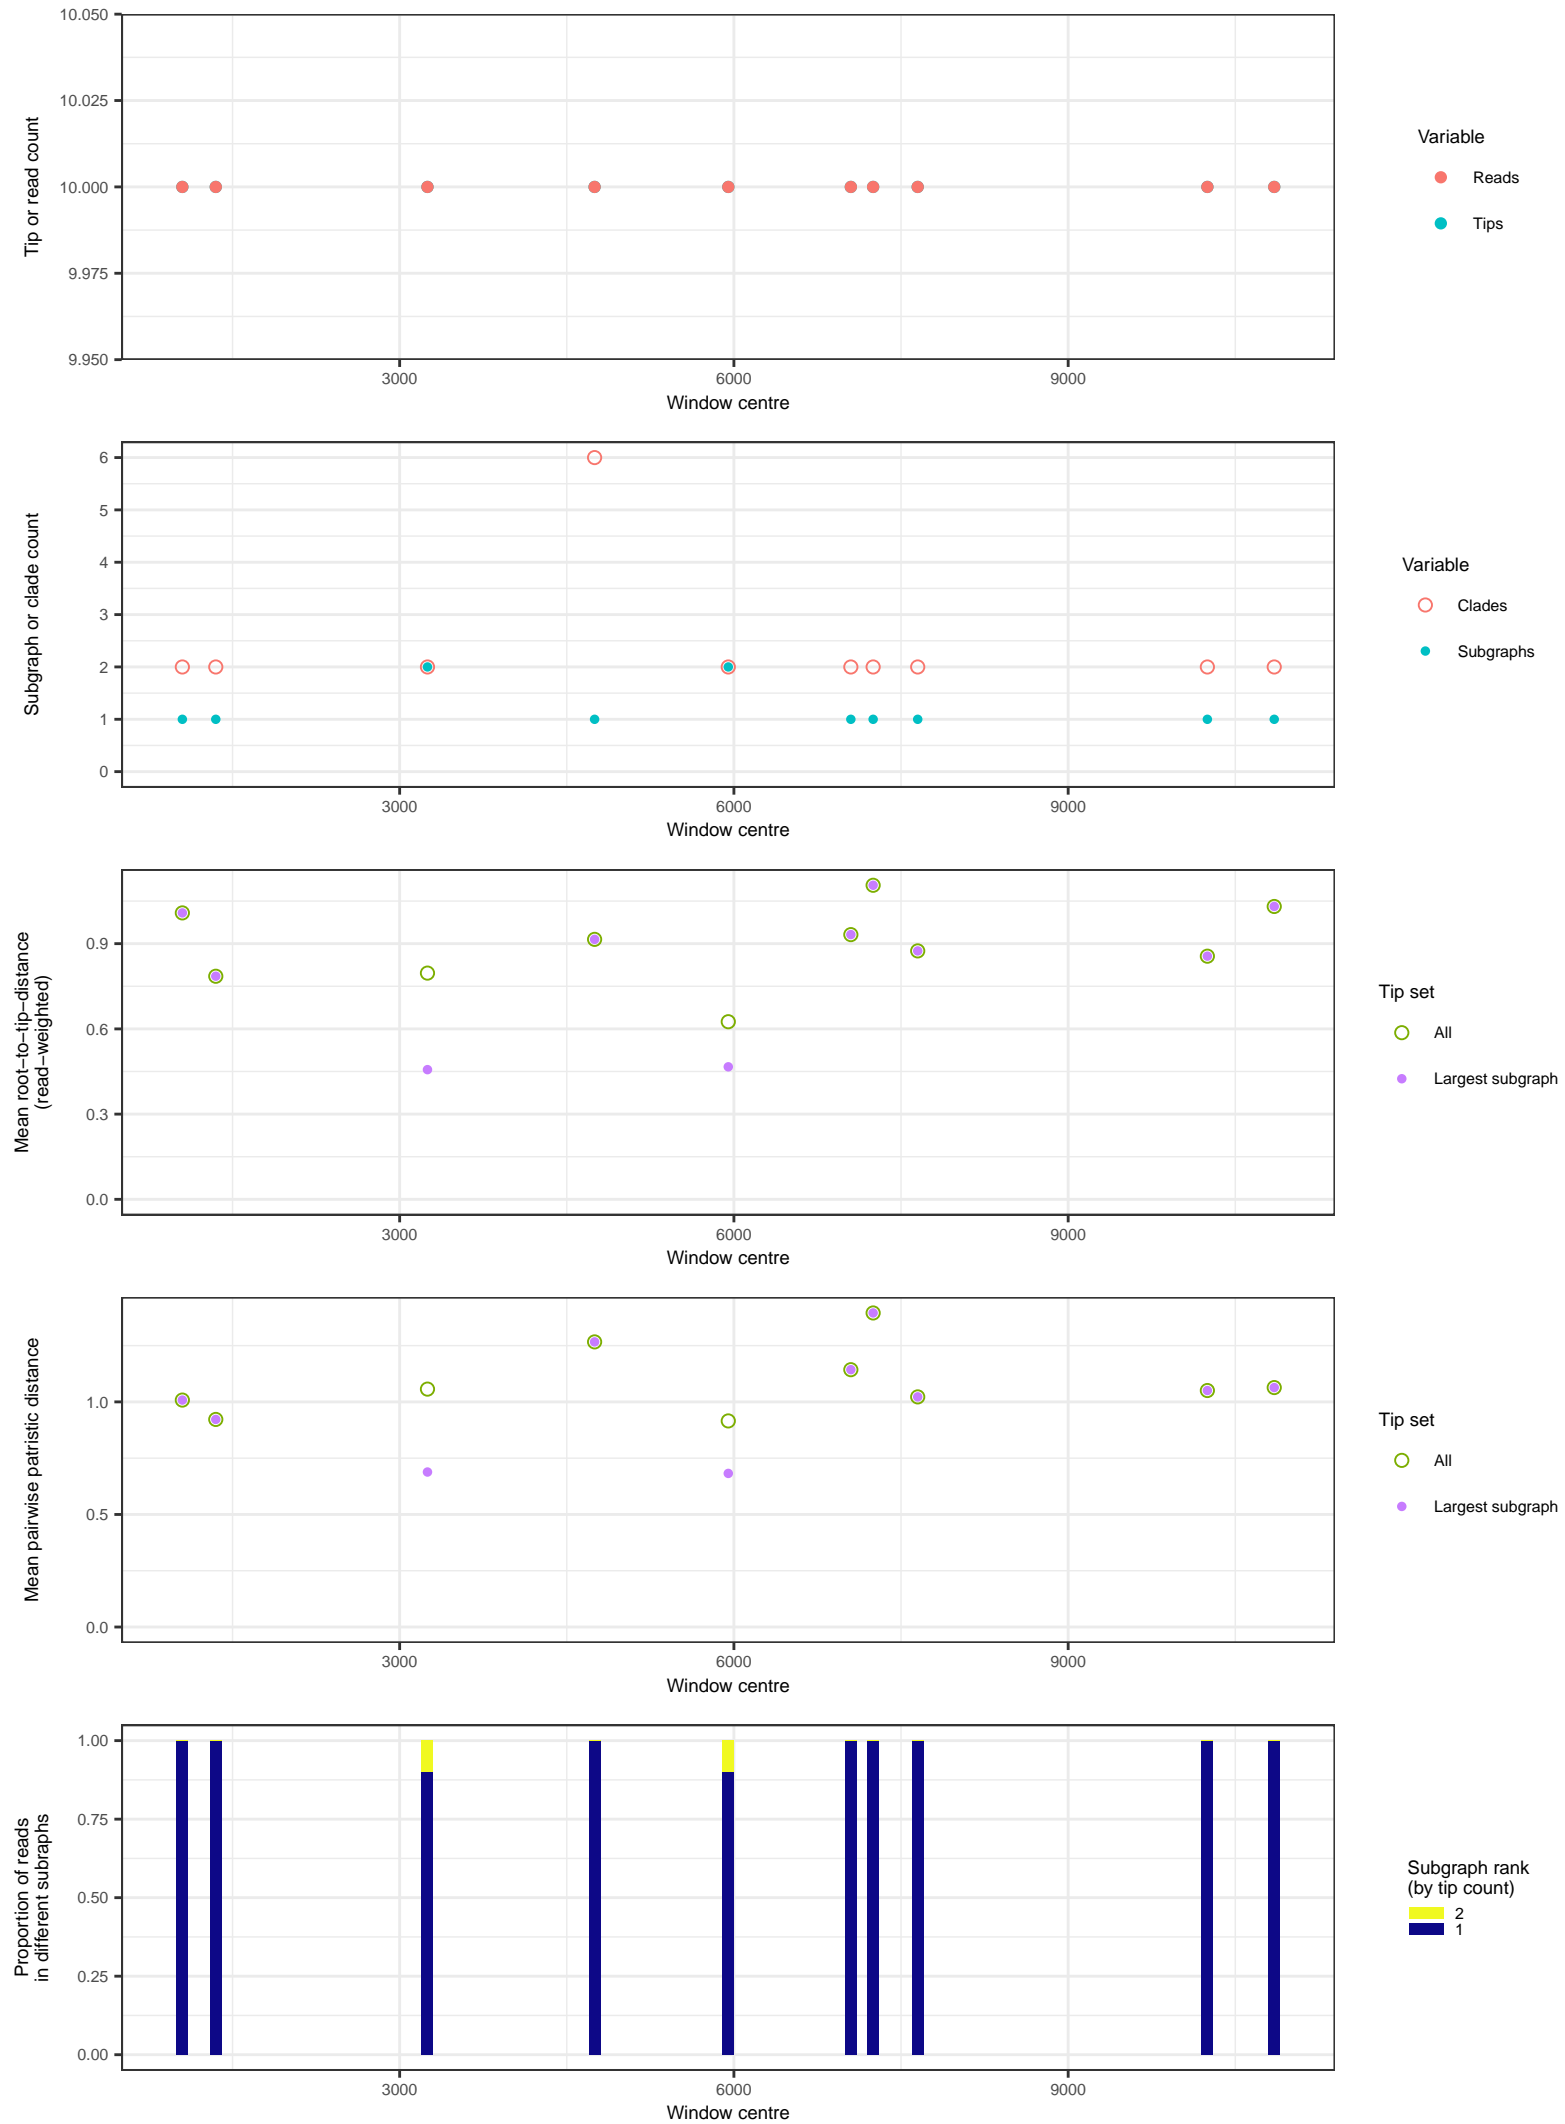 10.050
10.025
10.000
9.975
9.950
Tip or read count
3000 6000 9000
Window centre
Variable
Reads
Tips
6
5
4
3
2
1
0
Subgraph or clade count
3000 6000 9000
Window centre
Variable
Clades
Subgraphs
0.9
0.6
0.3
0.0
Mean root−to−tip−distance
(read−weighted)
3000 6000 9000
Window centre
Tip set
All
Largest subgraph
1.0
0.5
0.0
Mean pairwise patristic distance
3000 6000 9000
Window centre
Tip set
All
Largest subgraph
1.00
0.75
0.50
0.25
0.00
Proportion of reads
in different subraphs
3000 6000 9000
Window centre
Subgraph rank
(by tip count)
2
1